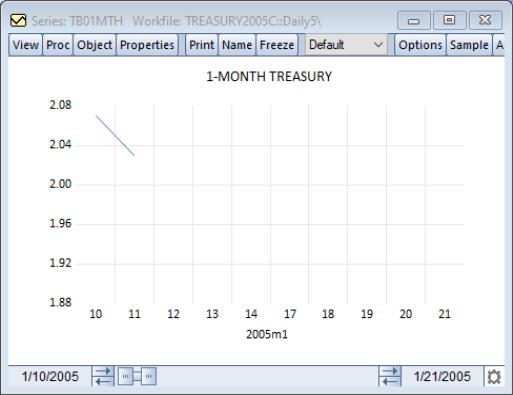 Series: TB01MTH Workfile: TREASURY2005C::Daily5\
View Proc Object Properties Print Name Freeze Default Options Sample A
1-MONTH TREASURY
2.08
2.04
2.00
1.96
1.92
1.88
10 11 12 13 14 17 18 19 20 21
2005m1
1/10/2005 1/21/2005